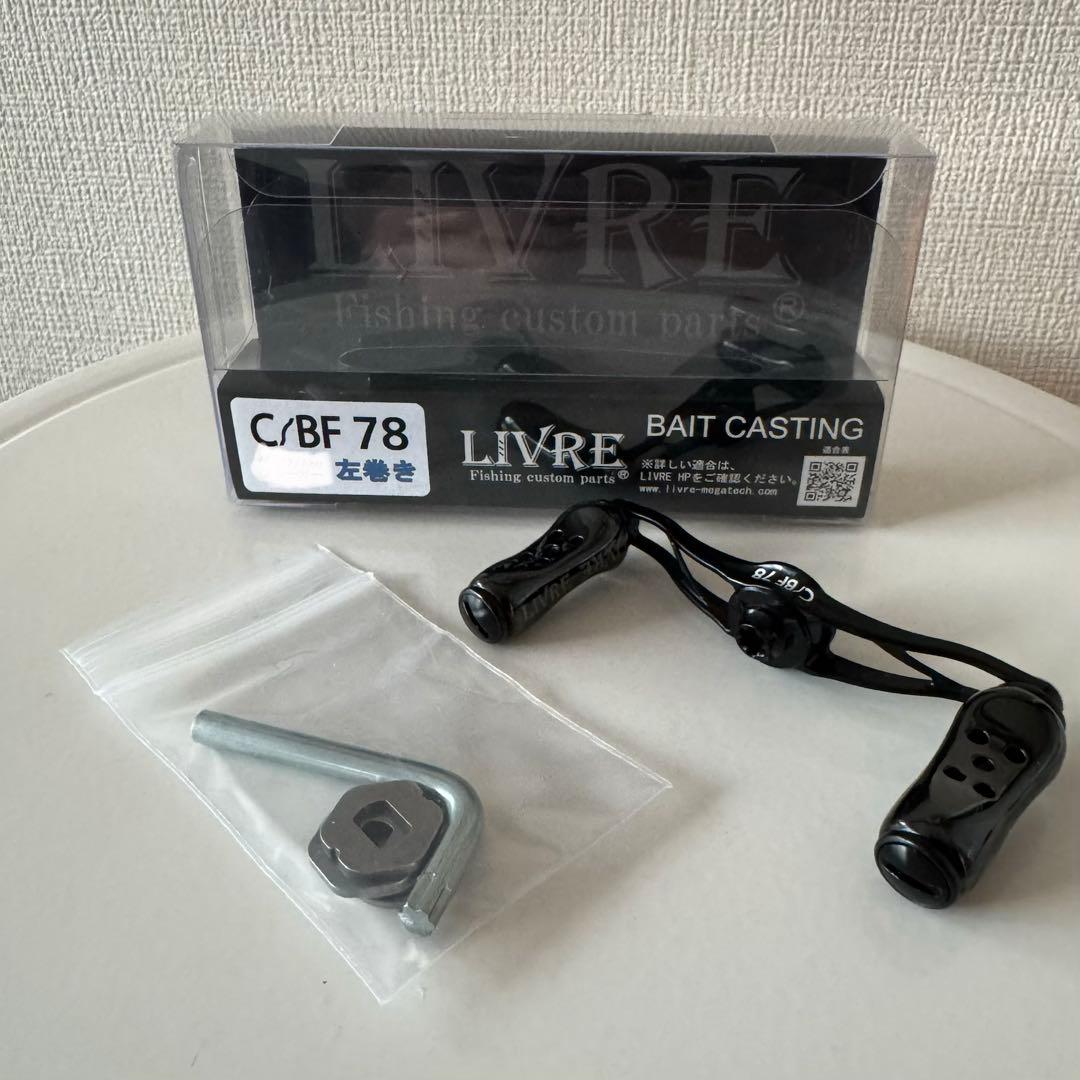 LIVRE
Fishing custom parts®
C/BF 78
左巻き
LIVRE
Fishing custom parts®
BAIT CASTING
適合表
※詳しい適合は、
LIVRE HPをご確認ください。
www.livre-megatech.com
C/BF 78
LIVRE